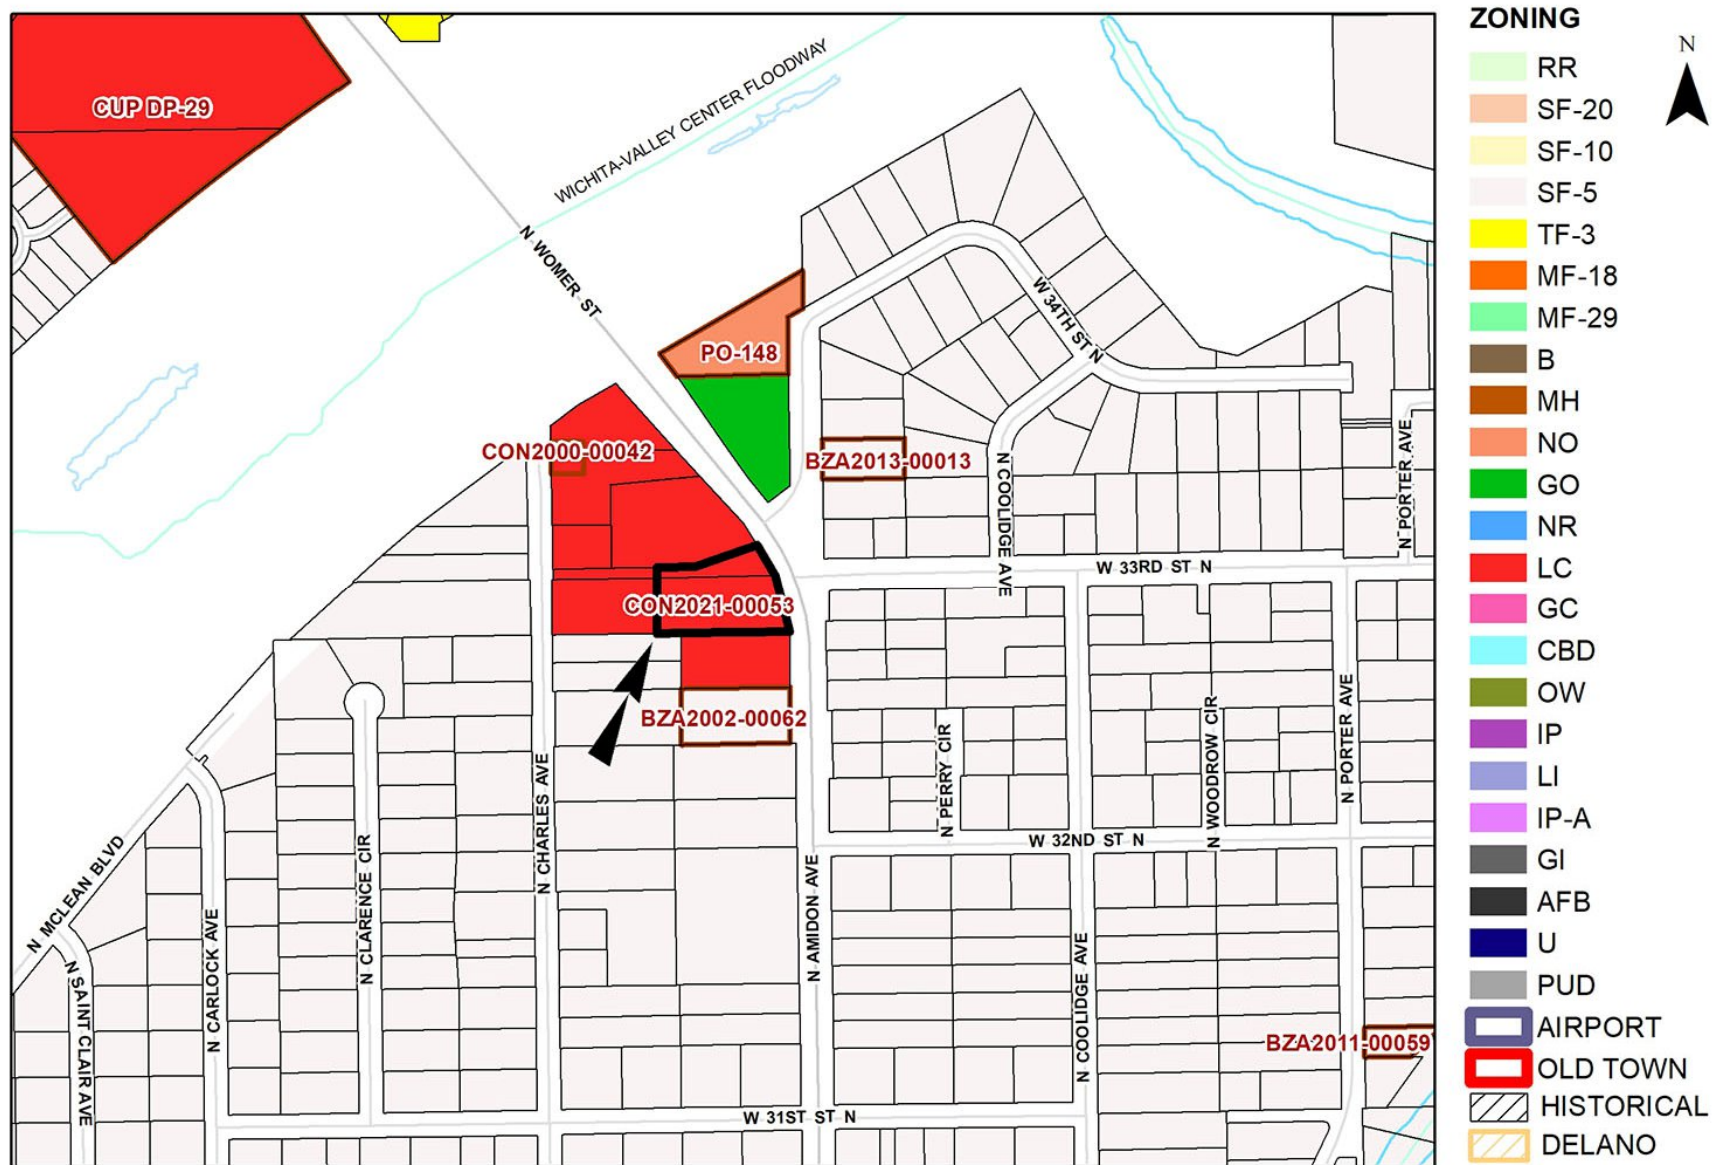 ZONING
N
RR
SF-20
SF-10
SF-5
TF-3
MF-18
MF-29
B
MH
NO
GO
NR
LC
GC
CBD
OW
IP
LI
IP-A
GI
AFB
U
PUD
AIRPORT
OLD TOWN
HISTORICAL
DELANO
CUP DP-29
WICHITA-VALLEY CENTER FLOODWAY
N WOMER ST
W 34TH ST N
PO-148
CON2000-00042
BZA2013-00013
N COOLIDGE AVE
N PORTER AVE
W 33RD ST N
CON2021-00053
BZA2002-00062
N PERRY CIR
N WOODROW CIR
N PORTER AVE
N CHARLES AVE
W 32ND ST N
N MCLEAN BLVD
N CLARENCE CIR
N CARLOCK AVE
N AMIDON AVE
N COOLIDGE AVE
N SAINT CLAIR AVE
BZA2011-00059
W 31ST ST N